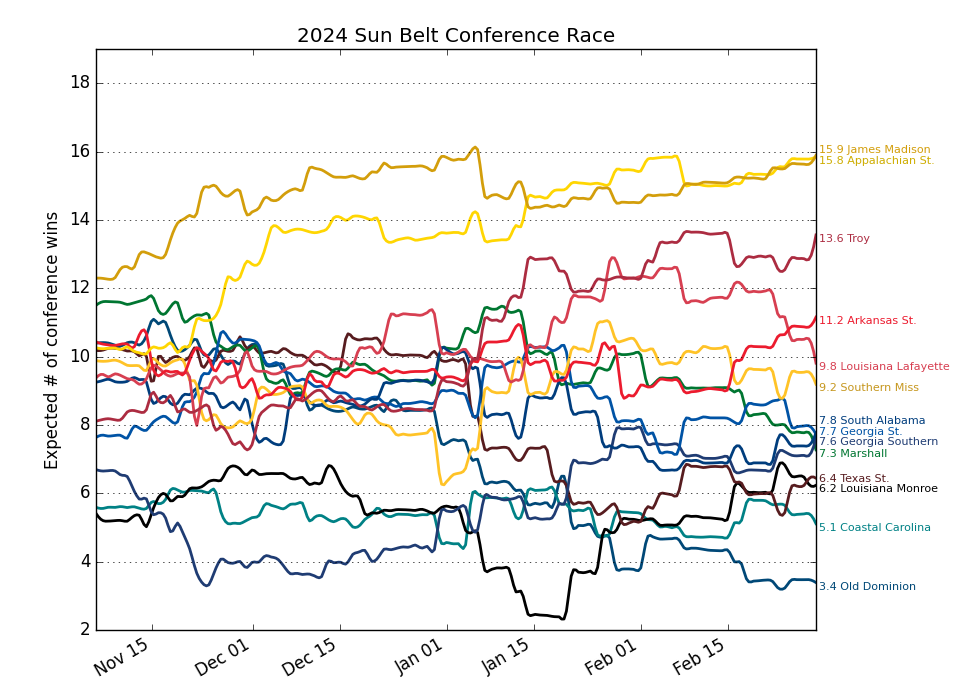 2024 Sun Belt Conference Race
Expected # of conference wins
18
16
14
12
10
8
6
4
2
Nov 15
Dec 01
Dec 15
Jan 01
Jan 15
Feb 01
Feb 15
15.9 James Madison
15.8 Appalachian St.
13.6 Troy
11.2 Arkansas St.
9.8 Louisiana Lafayette
9.2 Southern Miss
7.8 South Alabama
7.7 Georgia St.
7.6 Georgia Southern
7.3 Marshall
6.4 Texas St.
6.2 Louisiana Monroe
5.1 Coastal Carolina
3.4 Old Dominion